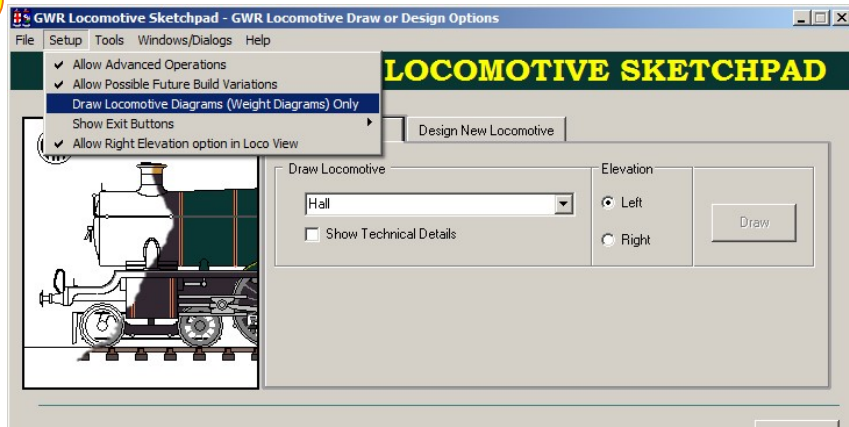 GWR Locomotive Sketchpad - GWR Locomotive Draw or Design Options
File Setup Tools Windows/Dialogs Help
LOCOMOTIVE SKETCHPAD
Allow Advanced Operations
Allow Possible Future Build Variations
Draw Locomotive Diagrams (Weight Diagrams) Only
Show Exit Buttons
Allow Right Elevation option in Loco View
Design New Locomotive
Draw Locomotive
Elevation
Hall
Left
Draw
Show Technical Details
Right